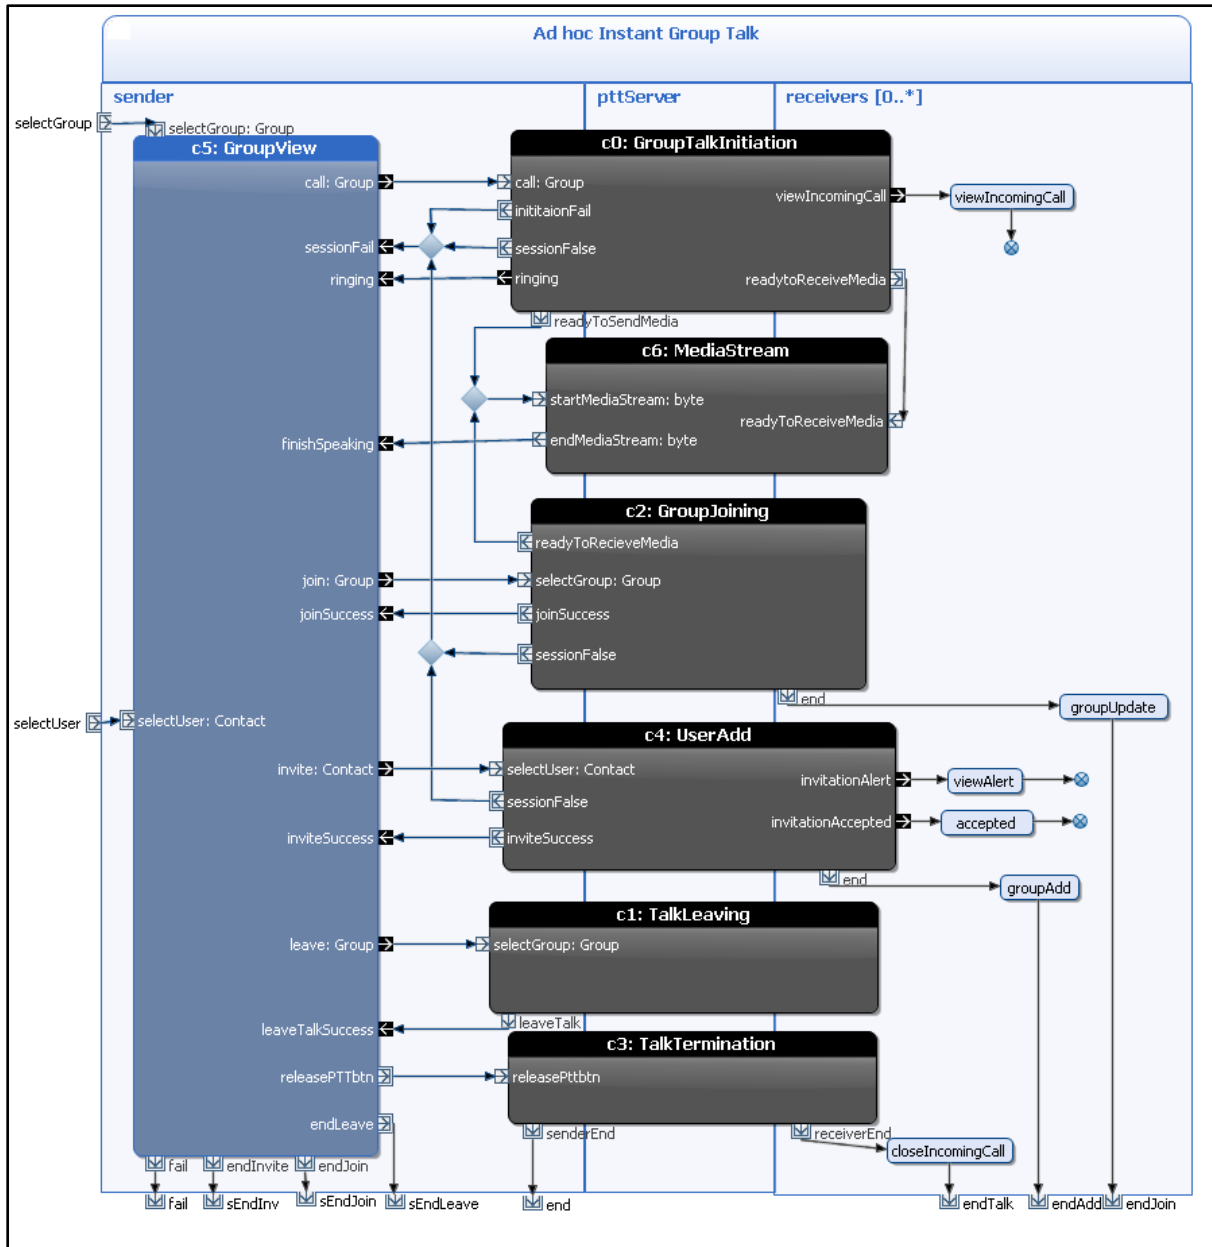 Ad hoc Instant Group Talk
sender
pttServer
receivers [0..*]
selectGroup
selectGroup: Group
c5: GroupView
c0: GroupTalkInitiation
call: Group
call: Group
viewIncomingCall
viewIncomingCall
inititaionFail
sessionFail
sessionFalse
ringing
ringing
readytoReceiveMedia
readyToSendMedia
c6: MediaStream
startMediaStream: byte
readyToReceiveMedia
finishSpeaking
endMediaStream: byte
c2: GroupJoining
readyToRecieveMedia
join: Group
selectGroup: Group
joinSuccess
joinSuccess
sessionFalse
end
groupUpdate
selectUser
selectUser: Contact
c4: UserAdd
invite: Contact
selectUser: Contact
invitationAlert
viewAlert
sessionFalse
invitationAccepted
accepted
inviteSuccess
inviteSuccess
end
groupAdd
c1: TalkLeaving
leave: Group
selectGroup: Group
leaveTalkSuccess
leaveTalk
c3: TalkTermination
releasePTTbtn
releasePttbtn
endLeave
senderEnd
receiverEnd
closeIncomingCall
fail
endInvite
endJoin
fail
sEndInv
sEndJoin
sEndLeave
end
endTalk
endAdd
endJoin